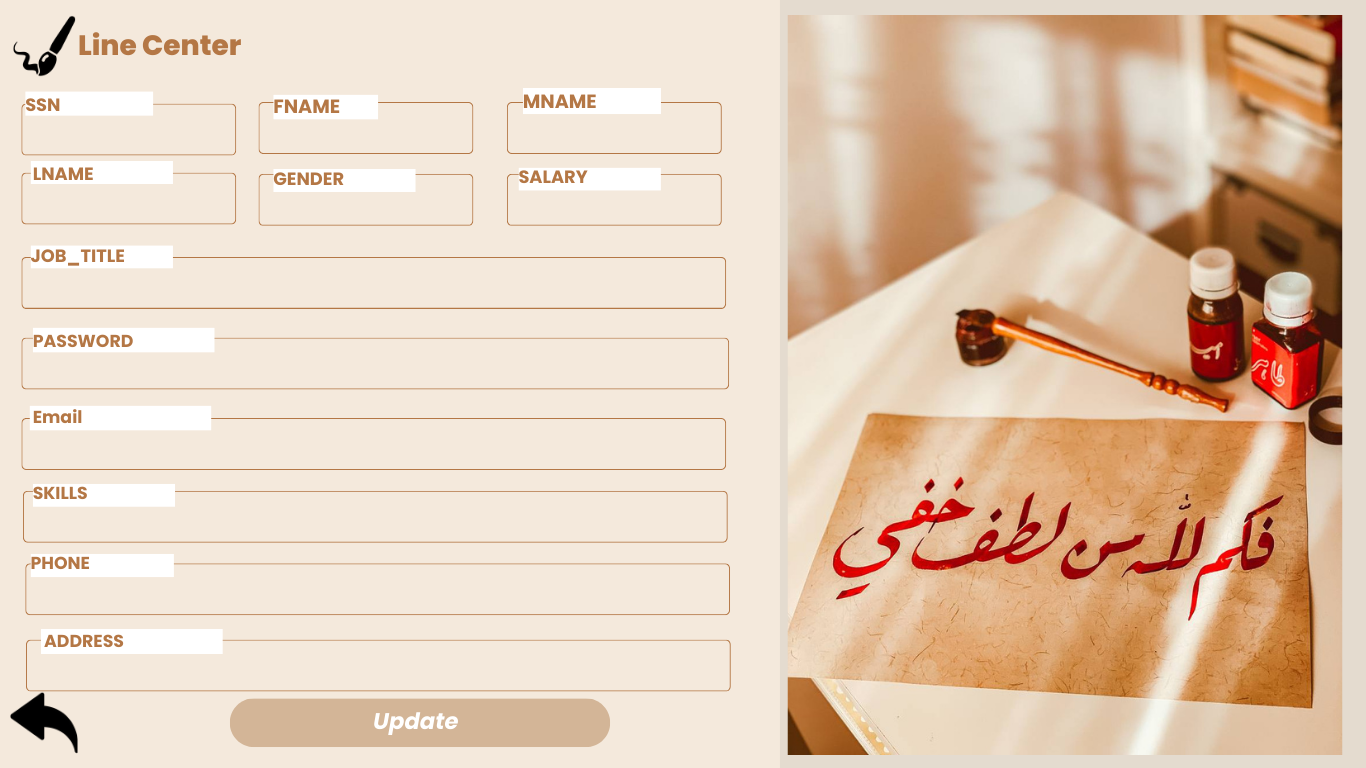 Line Center
SSN FNAME MNAME
LNAME GENDER SALARY
JOB_TITLE
PASSWORD
Email
SKILLS
PHONE
ADDRESS
Update
فكم لله من لطف خفي